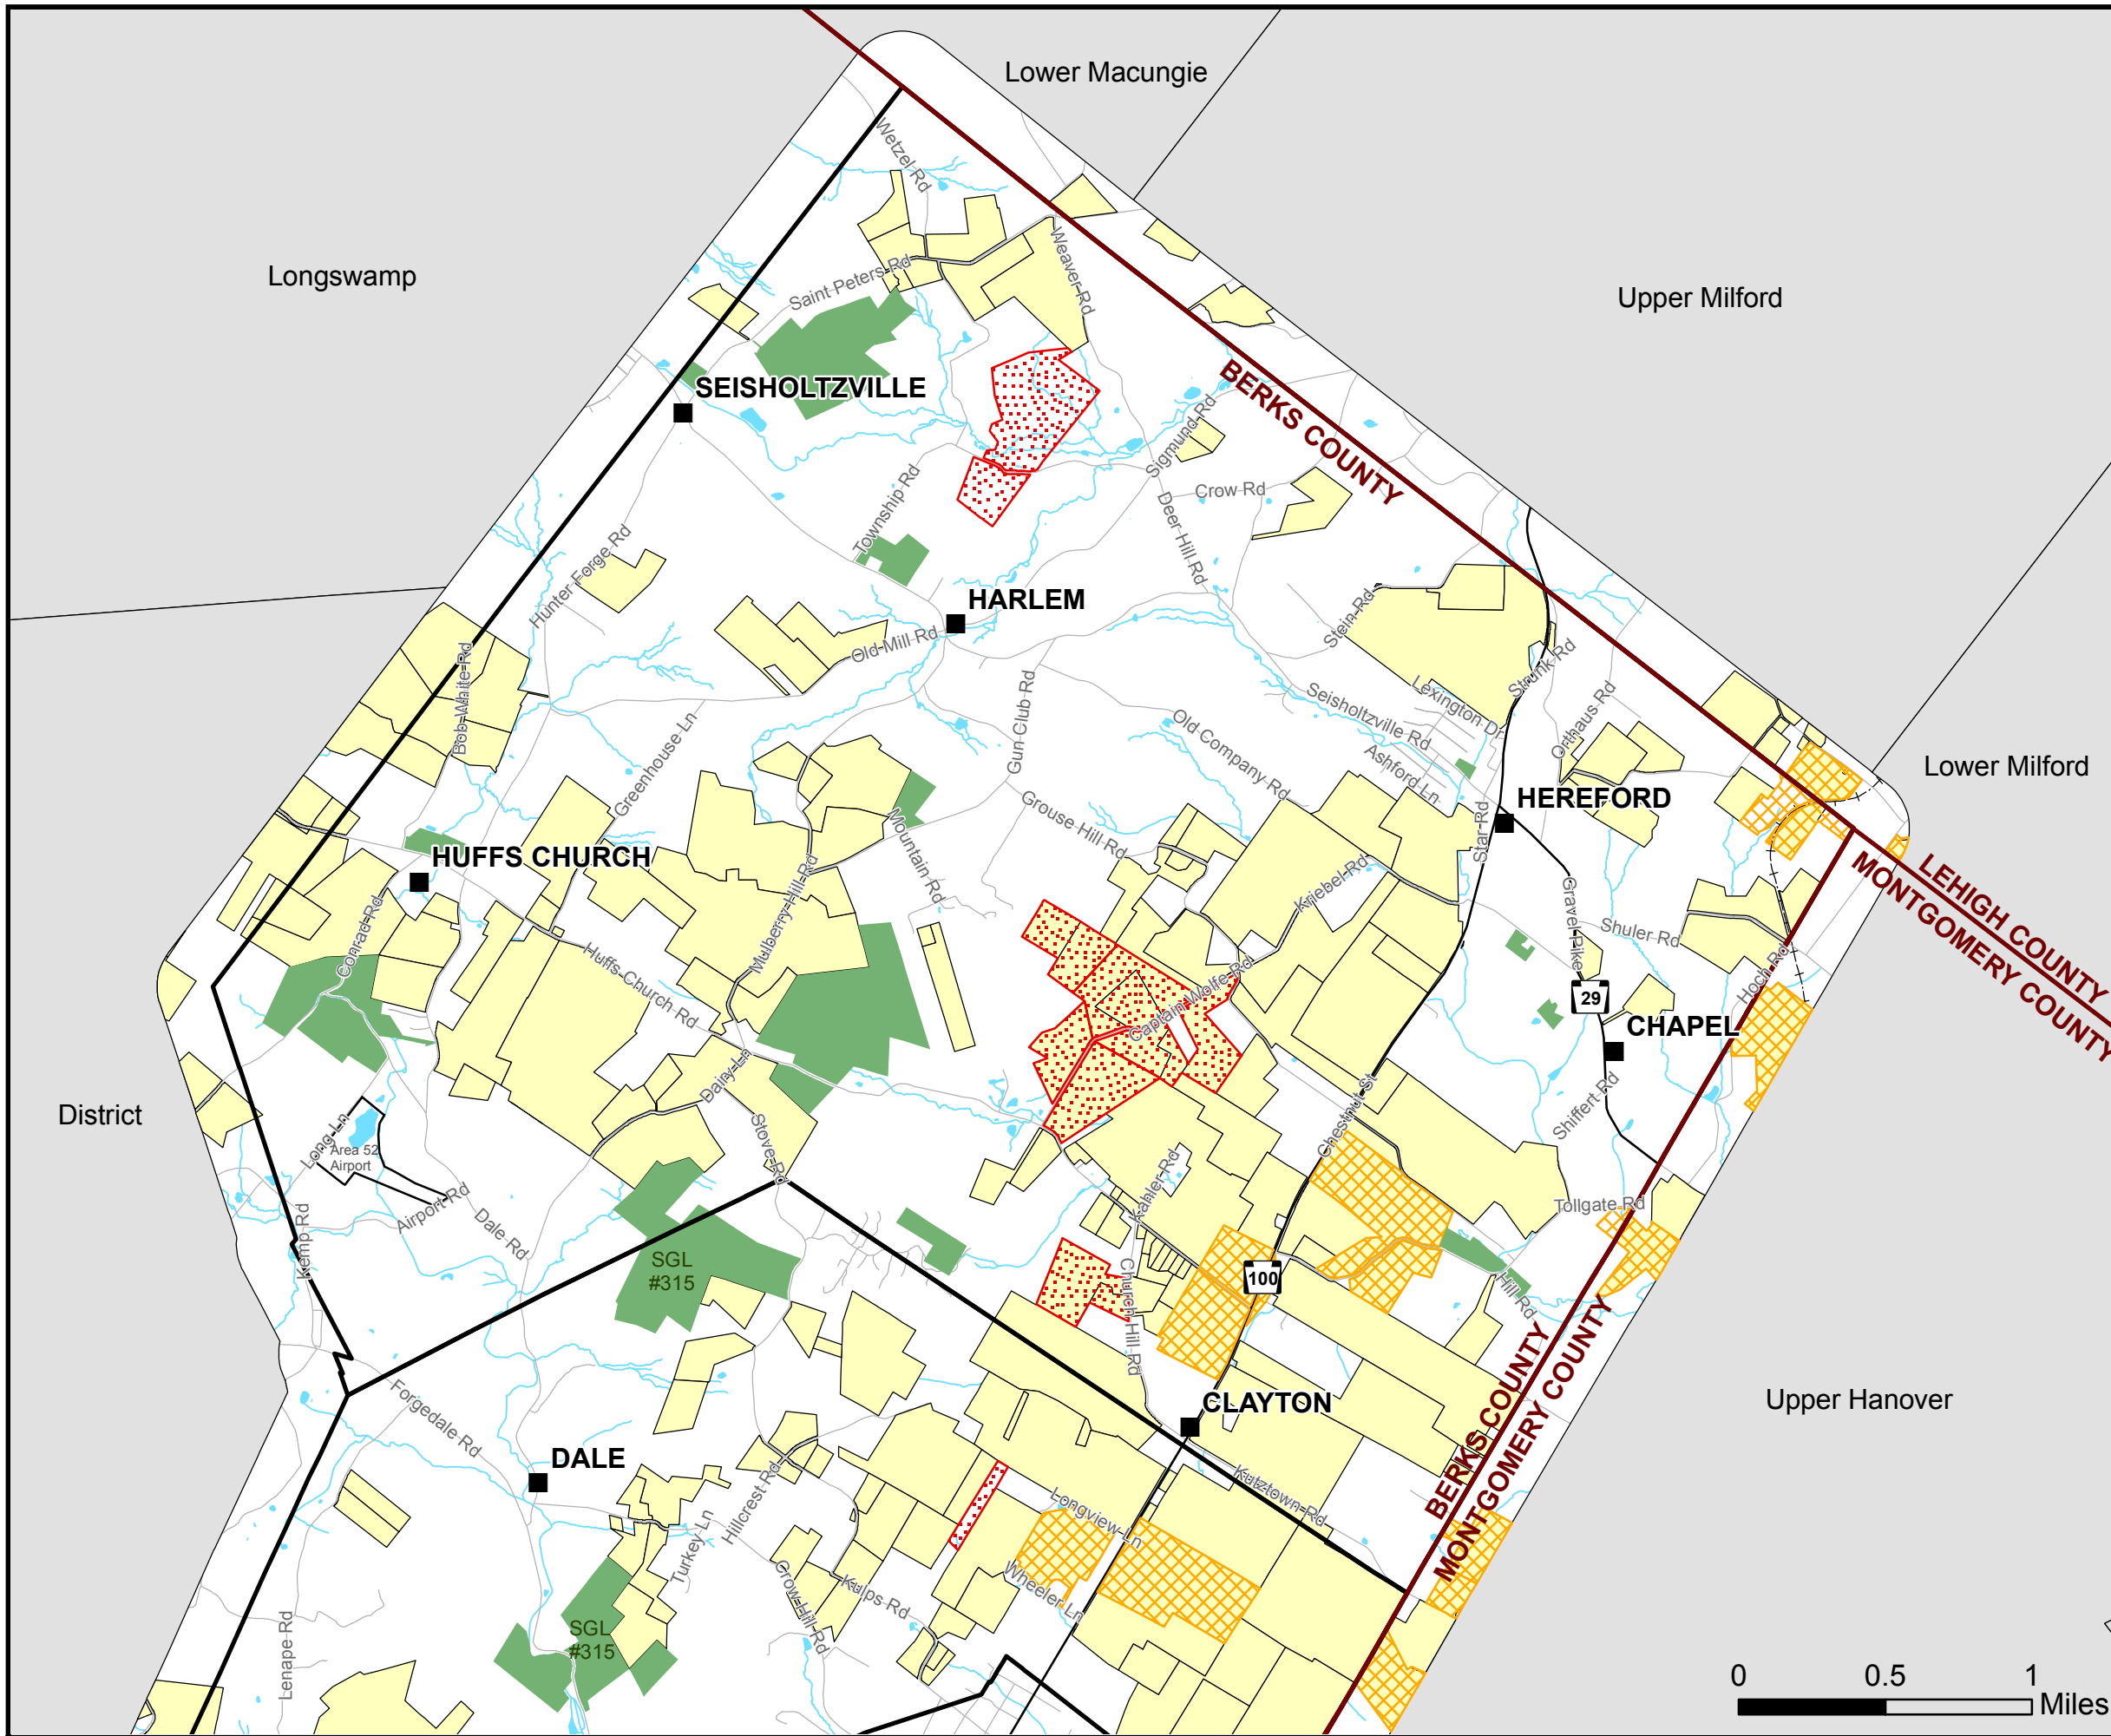 Lower Macungie
Wetzel Rd
Longswamp
Saint Peters Rd
Weaver Rd
Upper Milford
SEISHOLTZVILLE
BERKS COUNTY
Sigmund Rd
Township Rd
Crow Rd
Deer Hill Rd
Hunter Forge Rd
HARLEM
Old Mill Rd
Stein Rd
Bob White Rd
Strunk Rd
Gun Club Rd
Seisholtzville Rd
Lexington Dr
Orthaus Rd
Greenhouse Ln
Old Company Rd
Ashford Ln
Lower Milford
HEREFORD
Grouse Hill Rd
Star Rd
Mountain Rd
HUFFS CHURCH
Kriebel Rd
LEHIGH COUNTY
MONTGOMERY COUNTY
Mulberry Hill Rd
Conrad Rd
Gravel Pike
Shuler Rd
Huffs Church Rd
Captain Wolfe Rd
Hoch Rd
29
CHAPEL
Dairy Ln
District
Long Ln
Area 52
Airport
Stove Rd
Chestnut St
Shiffert Rd
Kahler Rd
Airport Rd
Dale Rd
Kemp Rd
Tollgate Rd
SGL
#315
100
Church Hill Rd
Hill Rd
BERKS COUNTY
MONTGOMERY COUNTY
Upper Hanover
Forgedale Rd
CLAYTON
DALE
Kutztown Rd
Hillcrest Rd
Longview Ln
Turkey Ln
Crow Hill Rd
Kulps Rd
Wheeler Ln
SGL
#315
Lenape Rd
0 0.5 1
Miles